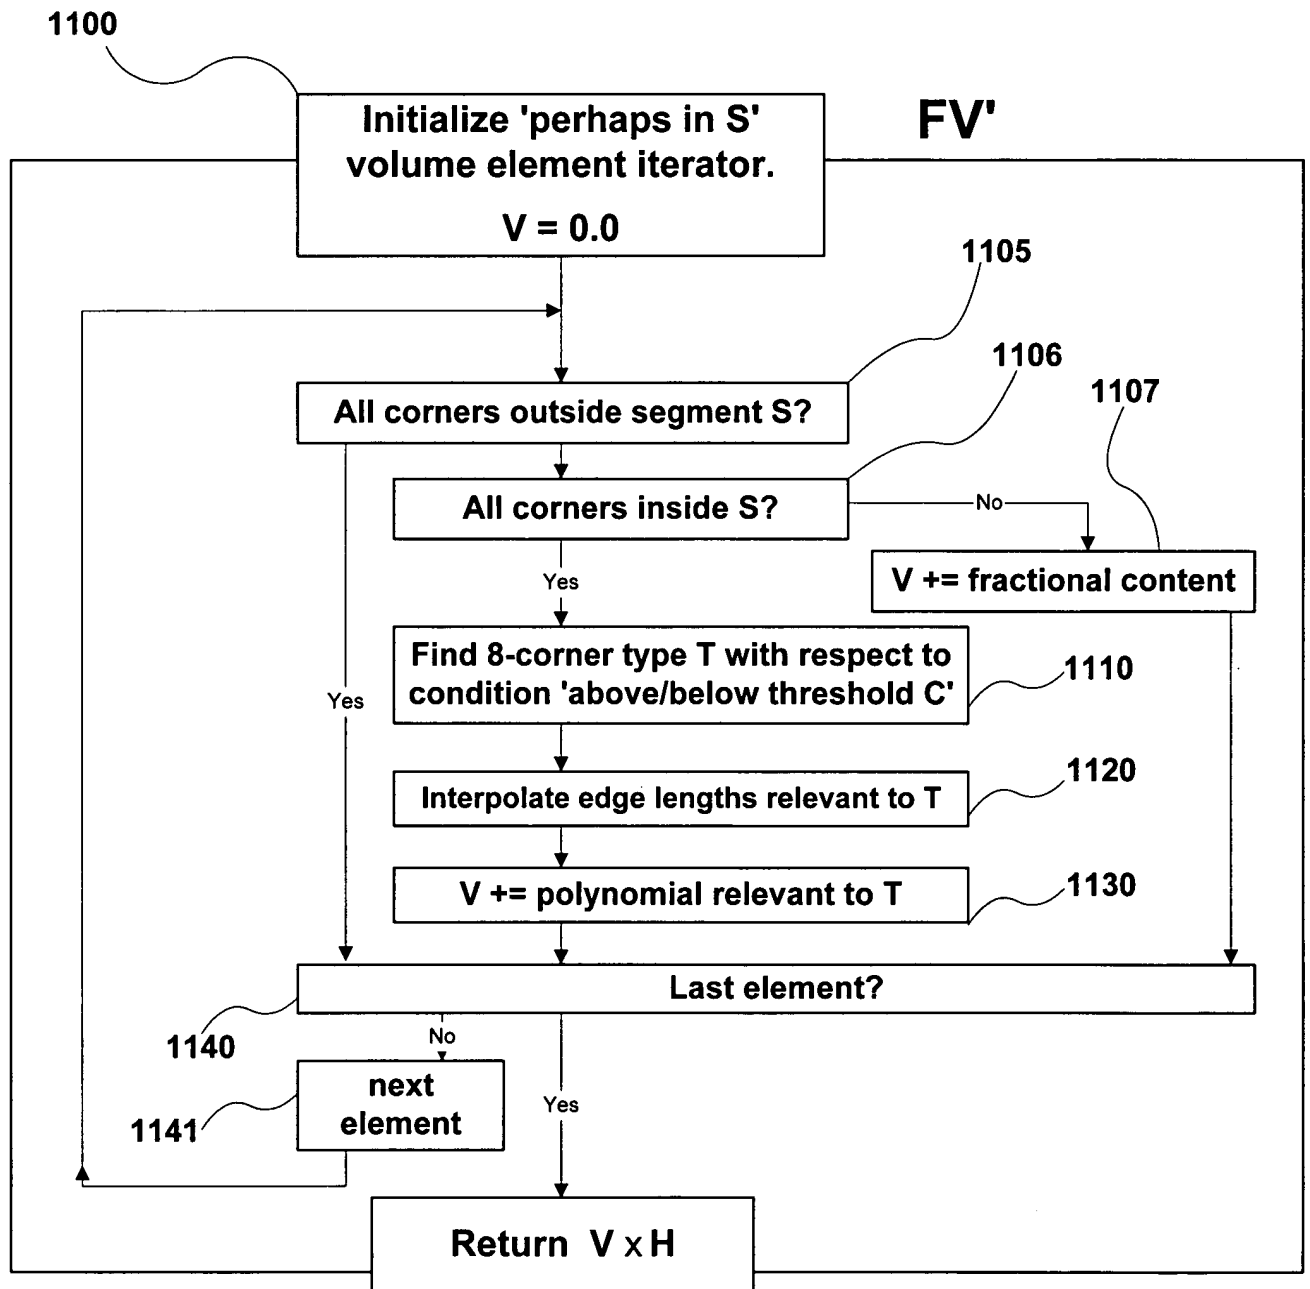 1100
Initialize 'perhaps in S'
volume element iterator.
V = 0.0
FV'
1105
All corners outside segment S?
1106
All corners inside S?
No
1107
V += fractional content
Yes
Find 8-corner type T with respect to
condition 'above/below threshold C'
1110
Yes
Interpolate edge lengths relevant to T
1120
V += polynomial relevant to T
1130
Last element?
1140
No
next
element
1141
Yes
Return V x H